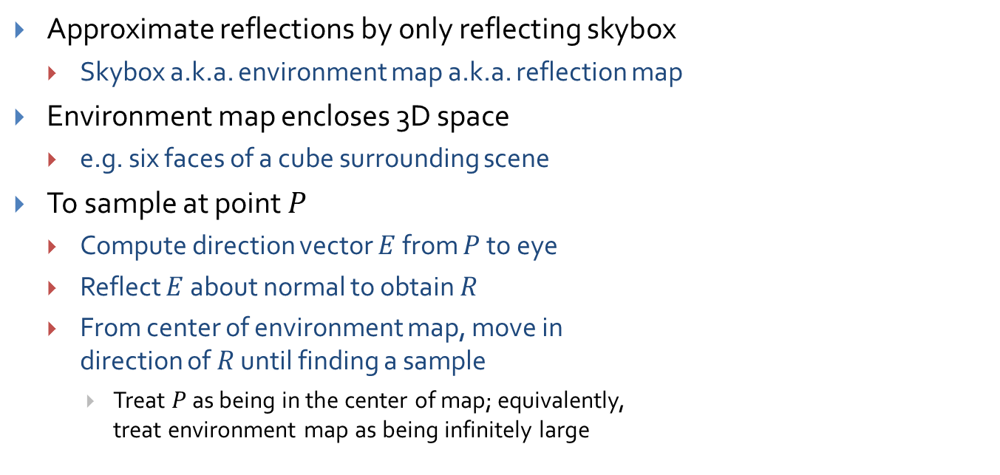 Approximate reflections by only reflecting skybox
Skybox a.k.a. environment map a.k.a. reflection map
Environment map encloses 3D space
e.g. six faces of a cube surrounding scene
To sample at point P
Compute direction vector E from P to eye
Reflect E about normal to obtain R
From center of environment map, move in
direction of R until finding a sample
Treat P as being in the center of map; equivalently,
treat environment map as being infinitely large